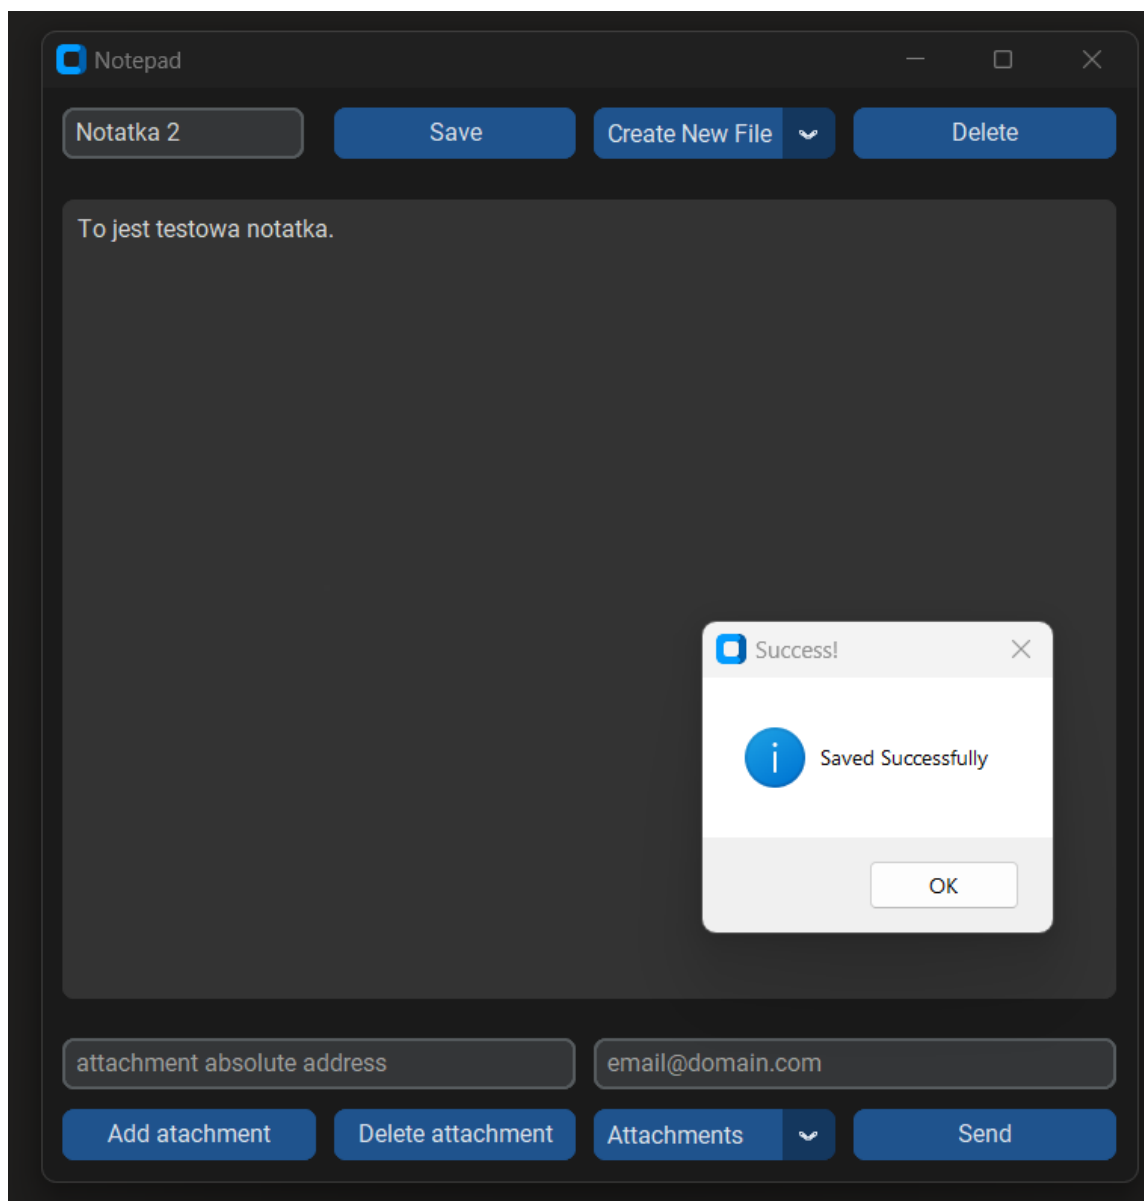 Notepad
Notatka 2
Save
Create New File
Delete
To jest testowa notatka.
Success!
Saved Successfully
OK
attachment absolute address
email@domain.com
Add atachment
Delete attachment
Attachments
Send